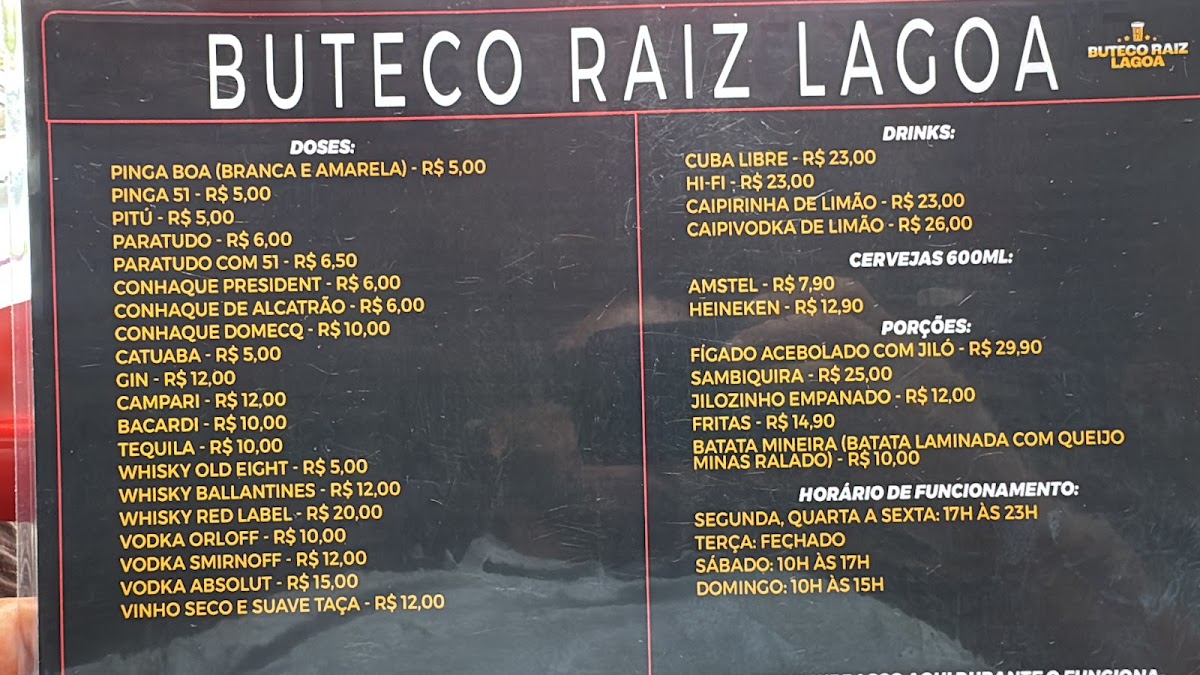 BUTECO RAIZ LAGOA
BUTECO RAIZ
LAGOA
DOSES:
PINGA BOA (BRANCA E AMARELA) - R$ 5,00
PINGA 51 - R$ 5,00
PITÚ - R$ 5,00
PARATUDO - R$ 6,00
PARATUDO COM 51 - R$ 6,50
CONHAQUE PRESIDENT - R$ 6,00
CONHAQUE DE ALCATRÃO - R$ 6,00
CONHAQUE DOMECQ - R$ 10,00
CATUABA - R$ 5,00
GIN - R$ 12,00
CAMPARI - R$ 12,00
BACARDI - R$ 10,00
TEQUILA - R$ 10,00
WHISKY OLD EIGHT - R$ 5,00
WHISKY BALLANTINES - R$ 12,00
WHISKY RED LABEL - R$ 20,00
VODKA ORLOFF - R$ 10,00
VODKA SMIRNOFF - R$ 12,00
VODKA ABSOLUT - R$ 15,00
VINHO SECO E SUAVE TAÇA - R$ 12,00
DRINKS:
CUBA LIBRE - R$ 23,00
HI-FI - R$ 23,00
CAIPIRINHA DE LIMÃO - R$ 23,00
CAIPIVODKA DE LIMÃO - R$ 26,00
CERVEJAS 600ML:
AMSTEL - R$ 7,90
HEINEKEN - R$ 12,90
PORÇÕES:
FÍGADO ACEBOLADO COM JILÓ - R$ 29,90
SAMBIQUIRA - R$ 25,00
JILOZINHO EMPANADO - R$ 12,00
FRITAS - R$ 14,90
BATATA MINEIRA (BATATA LAMINADA COM QUEIJO
MINAS RALADO) - R$ 10,00
HORÁRIO DE FUNCIONAMENTO:
SEGUNDA, QUARTA A SEXTA: 17H ÀS 23H
TERÇA: FECHADO
SÁBADO: 10H ÀS 17H
DOMINGO: 10H ÀS 15H
AQUI DURANTE O FUNCIONA